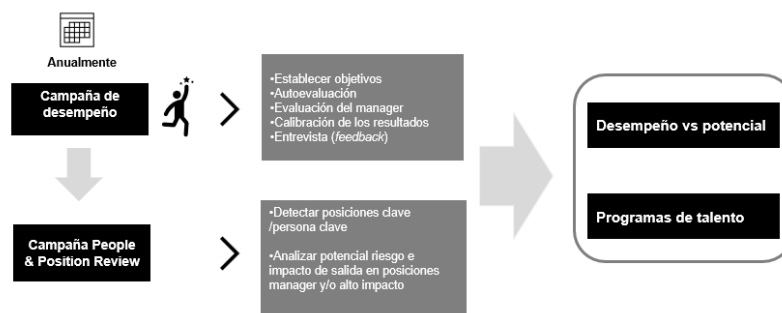 Anualmente
Campaña de
desempeño
•Establecer objetivos
•Autoevaluación
•Evaluación del manager
•Calibración de los resultados
•Entrevista (feedback)
Desempeño vs potencial
Campaña People
& Position Review
•Detectar posiciones clave
/persona clave
•Analizar potencial riesgo e
impacto de salida en posiciones
manager y/o alto impacto
Programas de talento